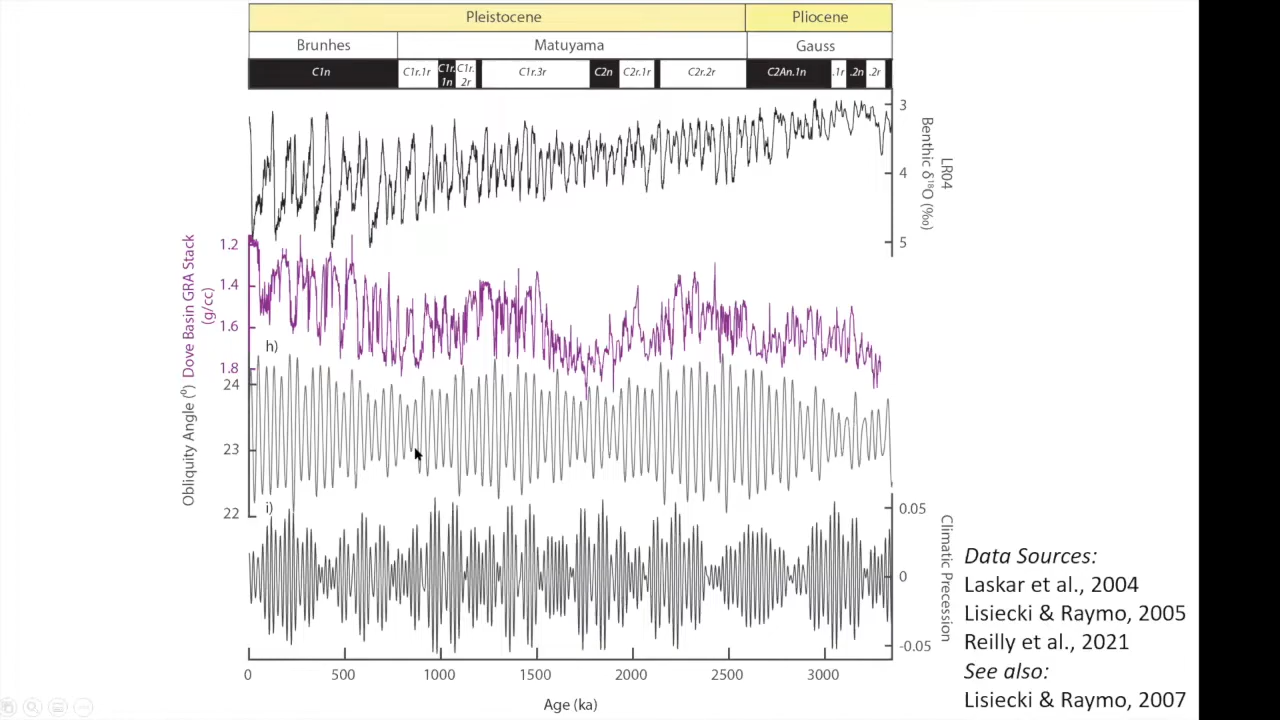 Pleistocene Pliocene
Brunhes Matuyama Gauss
C1n C1r.1r C1r.1n C1r.2r C1r.3r C2n C2r.1r C2r.2r C2An.1n .1r .2n .2r
3
4
5
LR04
Benthic δ¹⁸O (‰)
Dove Basin GRA Stack
(g/cc)
1.2
1.4
1.6
1.8
h)
Obliquity Angle (°)
24
23
22
i)
0.05
0
-0.05
Climatic Precession
0 500 1000 1500 2000 2500 3000
Age (ka)
Data Sources:
Laskar et al., 2004
Lisiecki & Raymo, 2005
Reilly et al., 2021
See also:
Lisiecki & Raymo, 2007